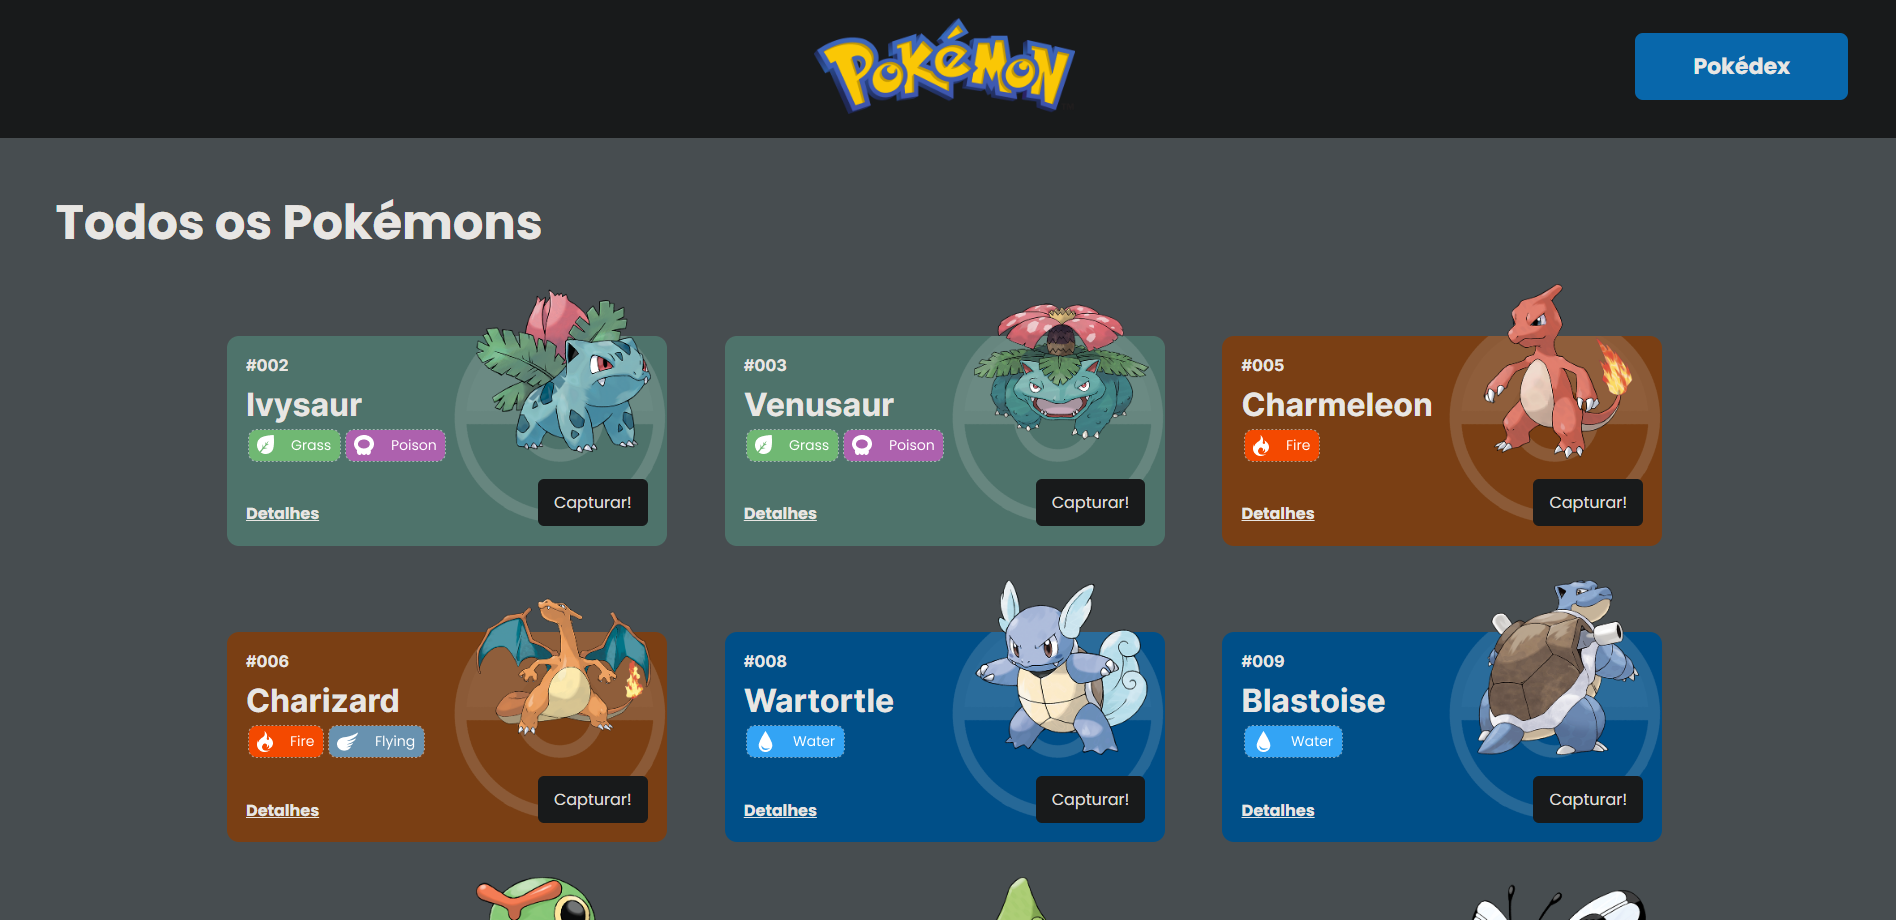 Pokémon
Pokédex
Todos os Pokémons
#002
Ivysaur
Grass Poison
Detalhes
Capturar!
#003
Venusaur
Grass Poison
Detalhes
Capturar!
#005
Charmeleon
Fire
Detalhes
Capturar!
#006
Charizard
Fire Flying
Detalhes
Capturar!
#008
Wartortle
Water
Detalhes
Capturar!
#009
Blastoise
Water
Detalhes
Capturar!